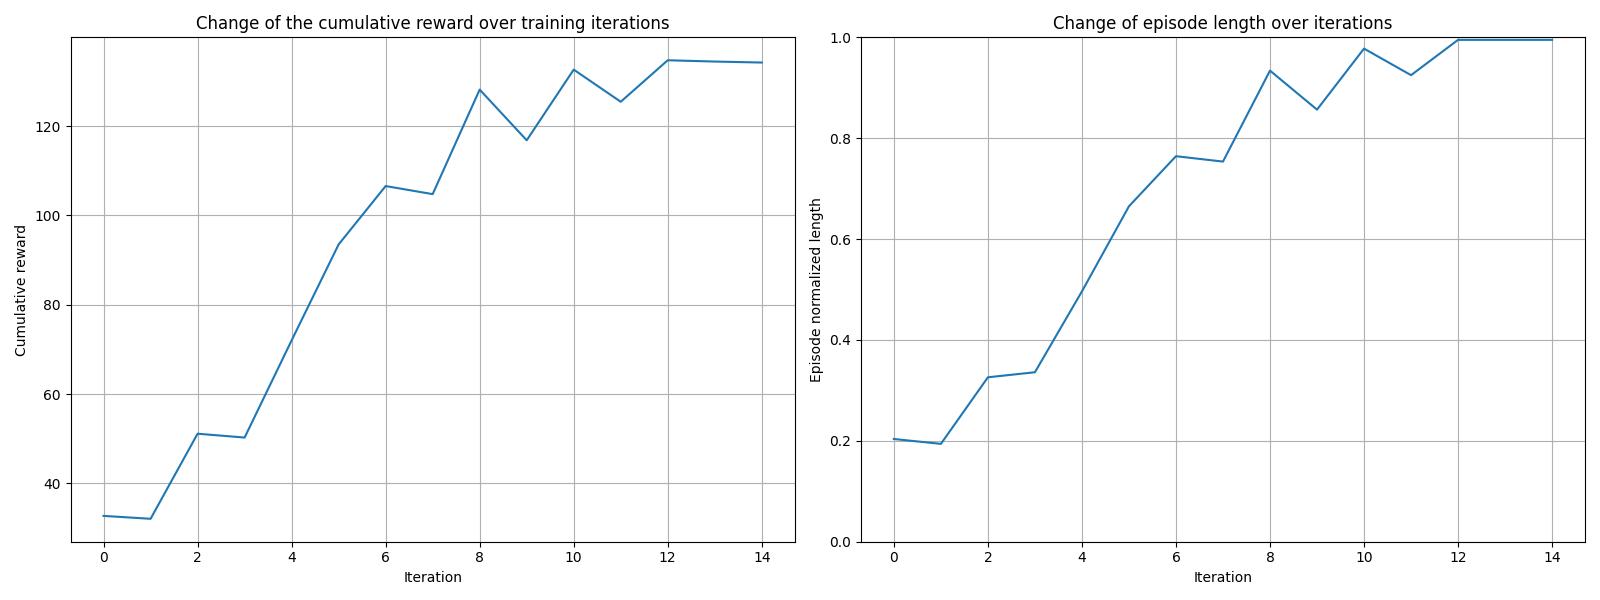 Change of the cumulative reward over training iterations
Cumulative reward
120
100
80
60
40
0 2 4 6 8 10 12 14
Iteration
Change of episode length over iterations
Episode normalized length
1.0
0.8
0.6
0.4
0.2
0.0
0 2 4 6 8 10 12 14
Iteration